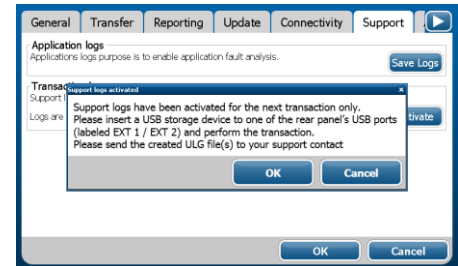 General Transfer Reporting Update Connectivity Support
Application logs
Applications logs purpose is to enable application fault analysis.
Save Logs
Support logs activated x
Support logs have been activated for the next transaction only.
Please insert a USB storage device to one of the rear panel's USB ports
(labeled EXT 1 / EXT 2) and perform the transaction.
Please send the created ULG file(s) to your support contact
OK Cancel
Support
Logs are
OK Cancel